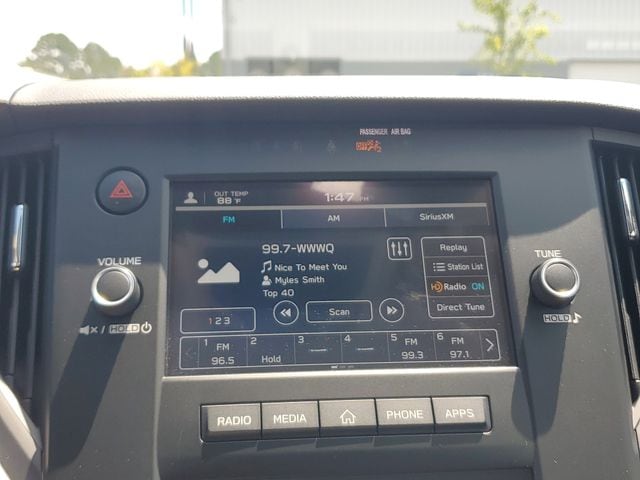 PASSENGER AIR BAG
OFF
OUT TEMP
88°F
1:47 PM
FM AM SiriusXM
99.7-WWWQ
Nice To Meet You
Myles Smith
Top 40
Replay
Station List
HD Radio ON
Direct Tune
1 2 3
Scan
1 FM 96.5
2 Hold
3 ----
4 ----
5 FM 99.3
6 FM 97.1
VOLUME
/ HOLD
TUNE
HOLD
RADIO MEDIA PHONE APPS